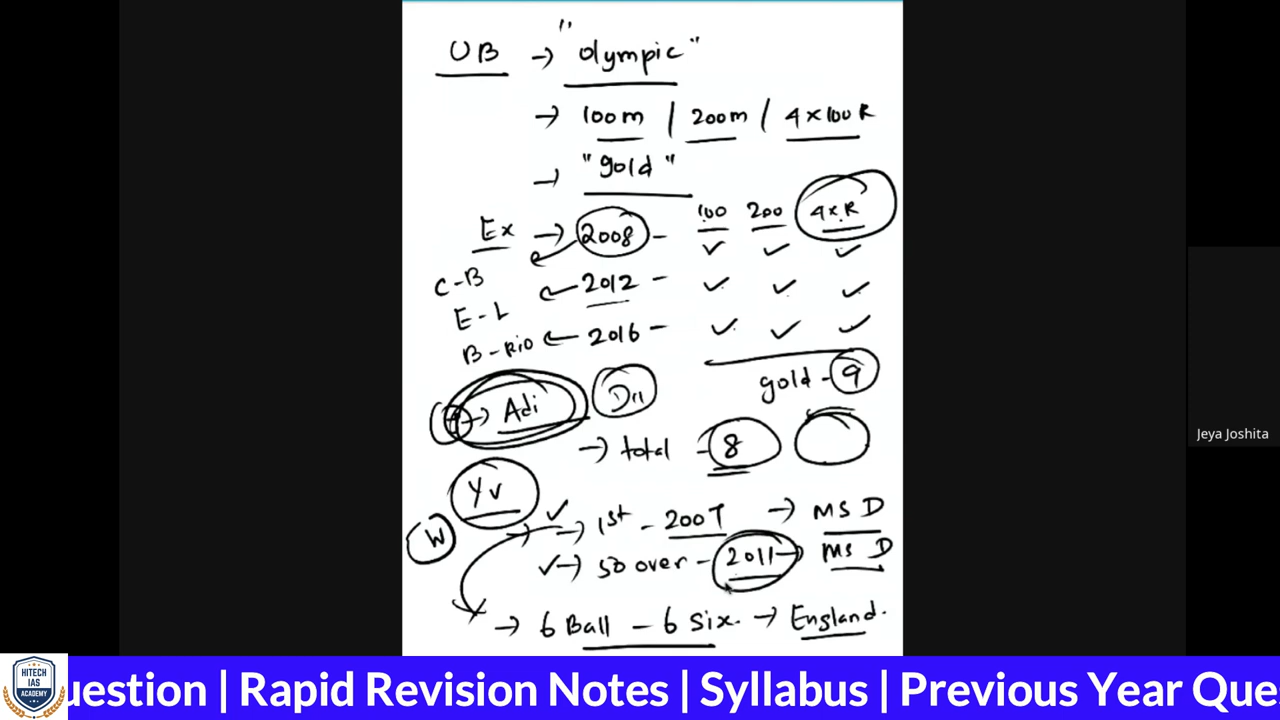 UB → "Olympic"
→ 100m / 200m / 4x100R
→ "gold"
100 200 4xR
Ex → 2008 - ✓ ✓ ✓
C-B
2012 - ✓ ✓ ✓
E-L
2016 - ✓ ✓ ✓
B-Rio
gold - 9
→ Adi
→ total - 8
Yv
W
✓ → 1st - 200T → MS D
✓ → 50 over - 2011 → MS D
→ 6 Ball - 6 Six. → England.
Jeya Joshita
HITECH
IAS
ACADEMY
uestion | Rapid Revision Notes | Syllabus | Previous Year Que